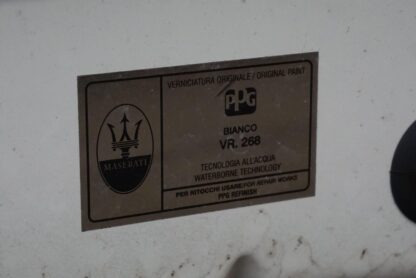 VERNICIATURA ORIGINALE / ORIGINAL PAINT
PPG
BIANCO
VR. 268
MASERATI
TECNOLOGIA ALL'ACQUA
WATERBORNE TECHNOLOGY
PER RITOCCHI USARE/FOR REPAIR WORKS
PPG REFINISH